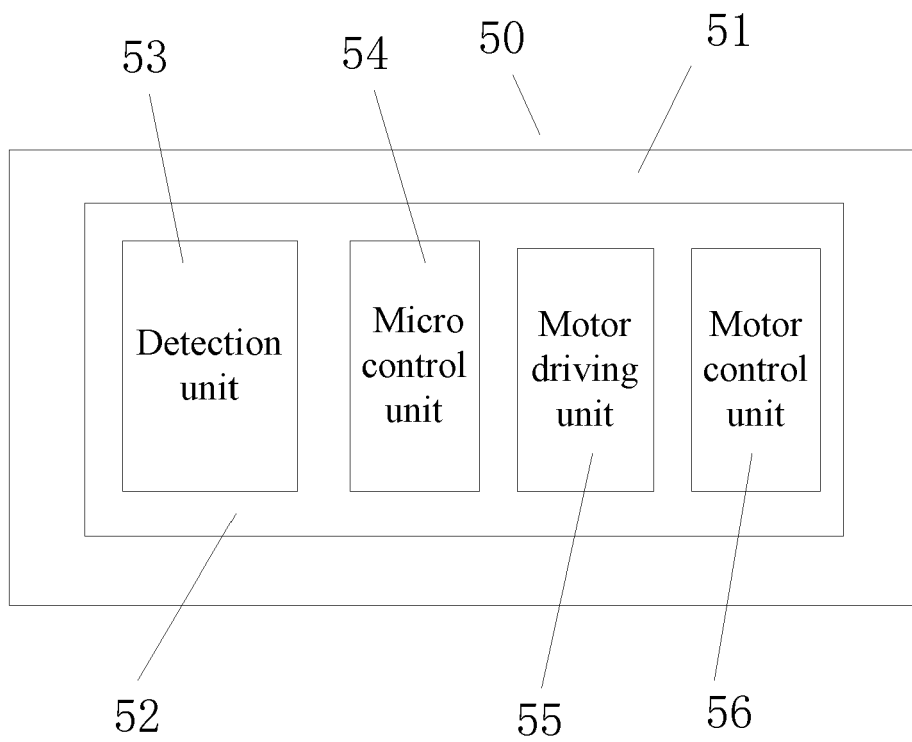 53
54
50
51
Detection
unit
Micro
control
unit
Motor
driving
unit
Motor
control
unit
52
55
56